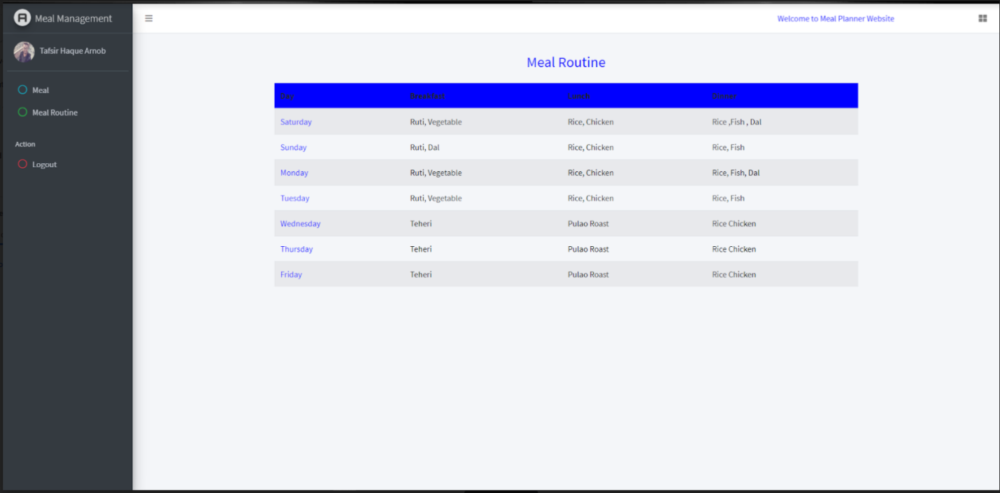 Meal Management
Welcome to Meal Planner Website
Tafsir Haque Arnob
Meal
Meal Routine
Action
Logout
Meal Routine
Day Breakfast Lunch Dinner
Saturday Ruti, Vegetable Rice, Chicken Rice ,Fish , Dal
Sunday Ruti, Dal Rice, Chicken Rice, Fish
Monday Ruti, Vegetable Rice, Chicken Rice, Fish, Dal
Tuesday Ruti, Vegetable Rice, Chicken Rice, Fish
Wednesday Teheri Pulao Roast Rice Chicken
Thursday Teheri Pulao Roast Rice Chicken
Friday Teheri Pulao Roast Rice Chicken